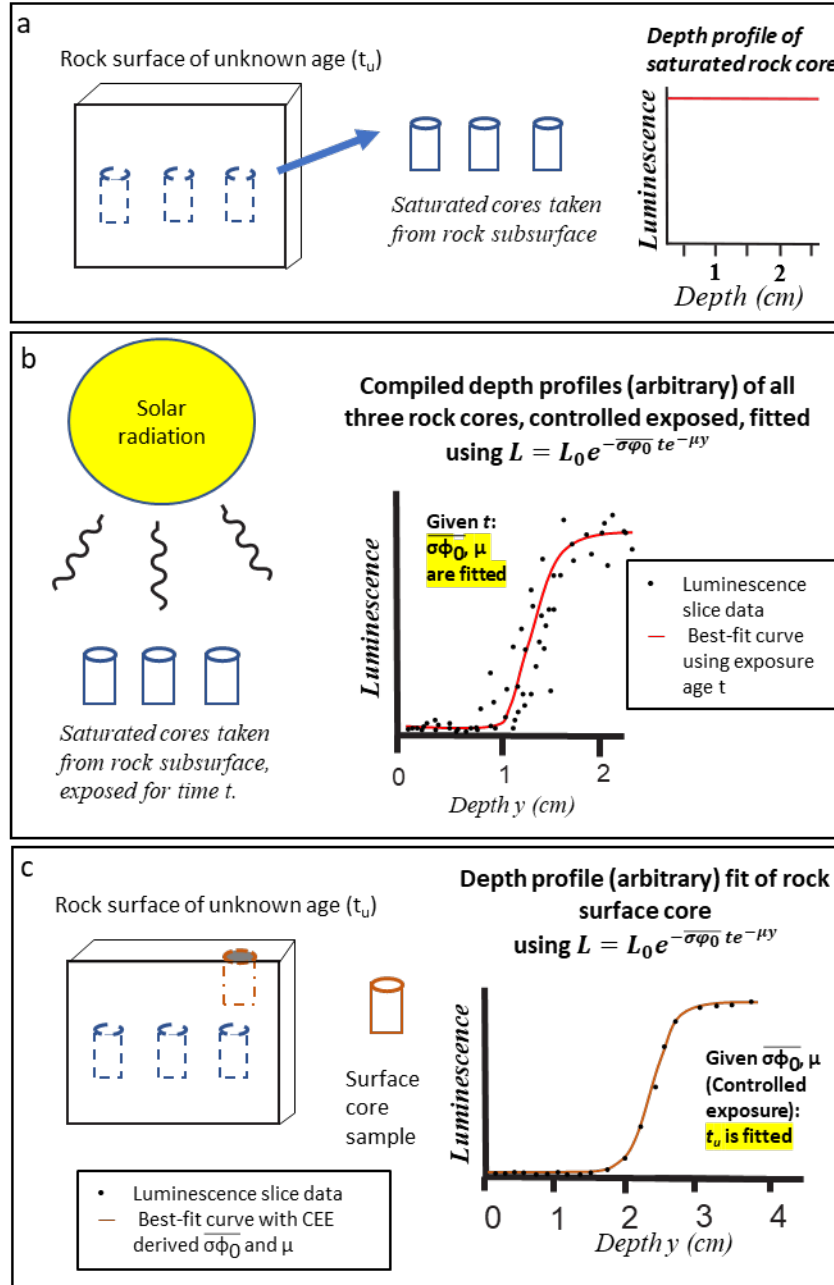 a
Rock surface of unknown age (tᵤ)
Saturated cores taken
from rock subsurface
Depth profile of
saturated rock core
Luminescence
1 2
Depth (cm)
b
Solar
radiation
Saturated cores taken
from rock subsurface,
exposed for time t.
Compiled depth profiles (arbitrary) of all
three rock cores, controlled exposed, fitted
using L = L₀e^{-\overline{σφ₀} te^{-μy}}
Given t:
\overline{σϕ₀}, μ
are fitted
Luminescence
0 1 2
Depth y (cm)
Luminescence
slice data
Best-fit curve
using exposure
age t
c
Rock surface of unknown age (tᵤ)
Surface
core
sample
Luminescence slice data
Best-fit curve with CEE
derived \overline{σϕ₀} and μ
Depth profile (arbitrary) fit of rock
surface core
using L = L₀e^{-\overline{σφ₀} te^{-μy}}
Luminescence
Given \overline{σϕ₀}, μ
(Controlled
exposure):
tᵤ is fitted
0 1 2 3 4
Depth y (cm)